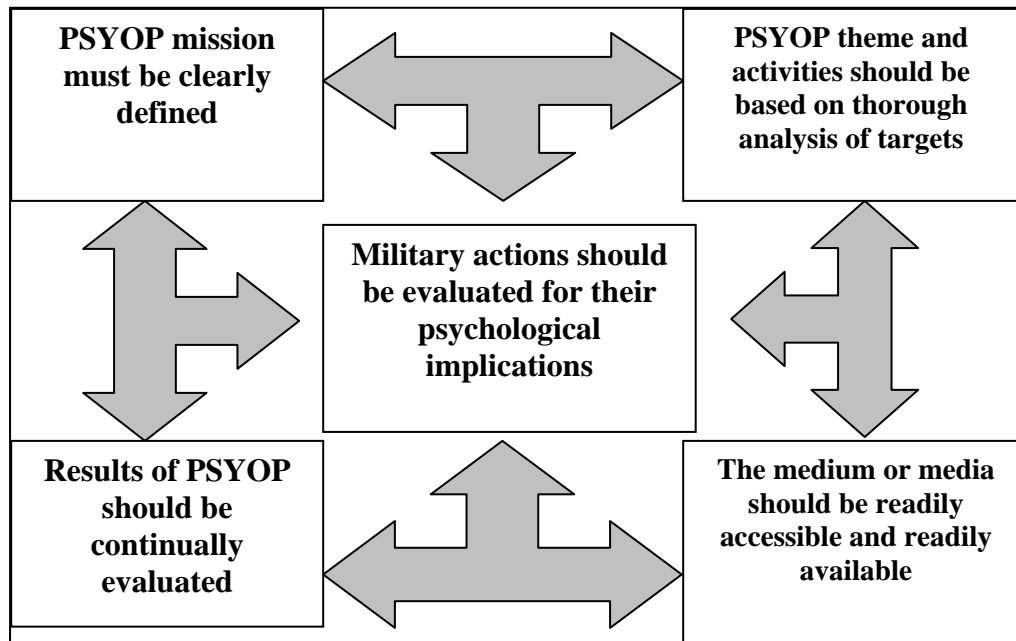 PSYOP mission
must be clearly
defined
PSYOP theme and
activities should be
based on thorough
analysis of targets
Military actions should
be evaluated for their
psychological
implications
Results of PSYOP
should be
continually
evaluated
The medium or media
should be readily
accessible and readily
available